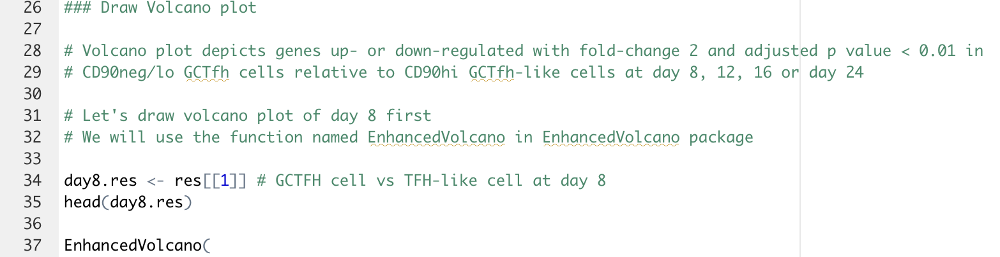 26 ### Draw Volcano plot
27
28 # Volcano plot depicts genes up- or down-regulated with fold-change 2 and adjusted p value < 0.01 in
29 # CD90neg/lo GCTfh cells relative to CD90hi GCTfh-like cells at day 8, 12, 16 or day 24
30
31 # Let's draw volcano plot of day 8 first
32 # We will use the function named EnhancedVolcano in EnhancedVolcano package
33
34 day8.res <- res[[1]] # GCTFH cell vs TFH-like cell at day 8
35 head(day8.res)
36
37 EnhancedVolcano(